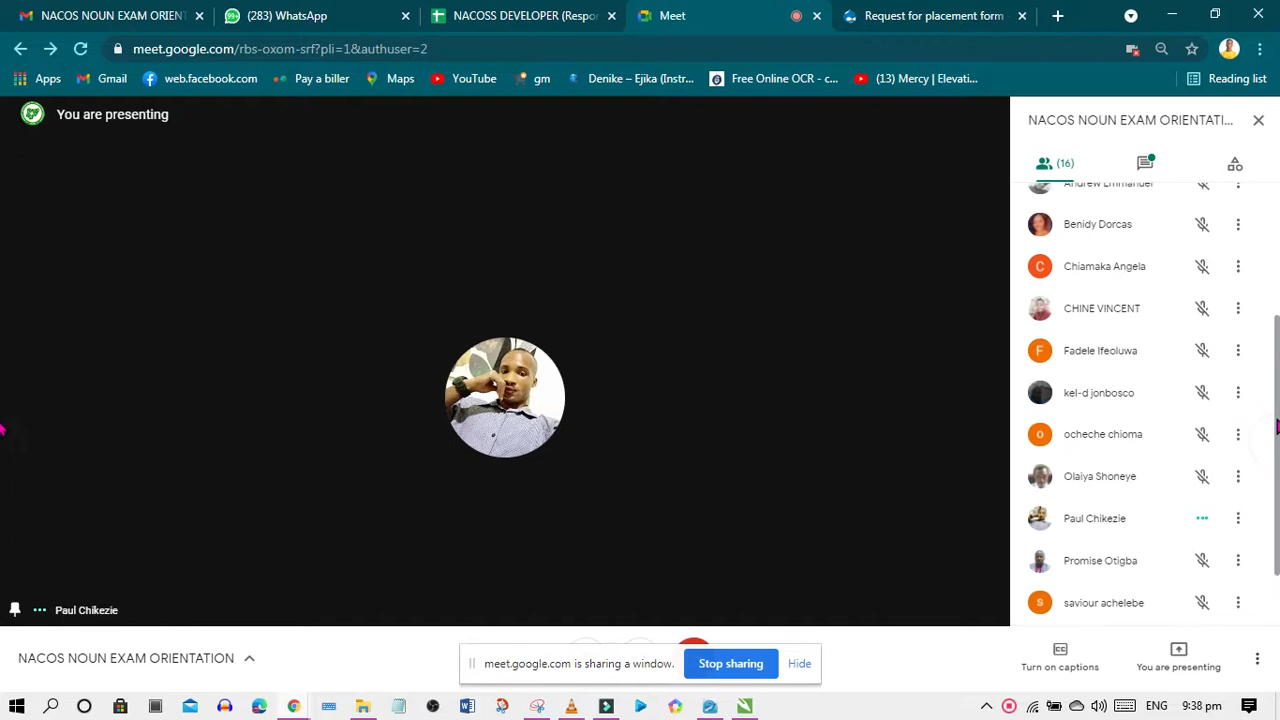 NACOS NOUN EXAM ORIENT
(283) WhatsApp
NACOSS DEVELOPER (Respo
Meet
Request for placement form
meet.google.com/rbs-oxom-srf?pli=1&authuser=2
Apps
Gmail
web.facebook.com
Pay a biller
Maps
YouTube
gm
Denike – Ejika (Instr...
Free Online OCR - c...
(13) Mercy | Elevati...
Reading list
You are presenting
NACOS NOUN EXAM ORIENTATI...
(16)
Andrew Emmanuel
Benidy Dorcas
C
Chiamaka Angela
CHINE VINCENT
F
Fadele Ifeoluwa
kel-d jonbosco
o
ocheche chioma
Olaiya Shoneye
Paul Chikezie
Promise Otigba
s
saviour achelebe
Paul Chikezie
NACOS NOUN EXAM ORIENTATION
meet.google.com is sharing a window.
Stop sharing
Hide
Turn on captions
You are presenting
ENG
9:38 pm